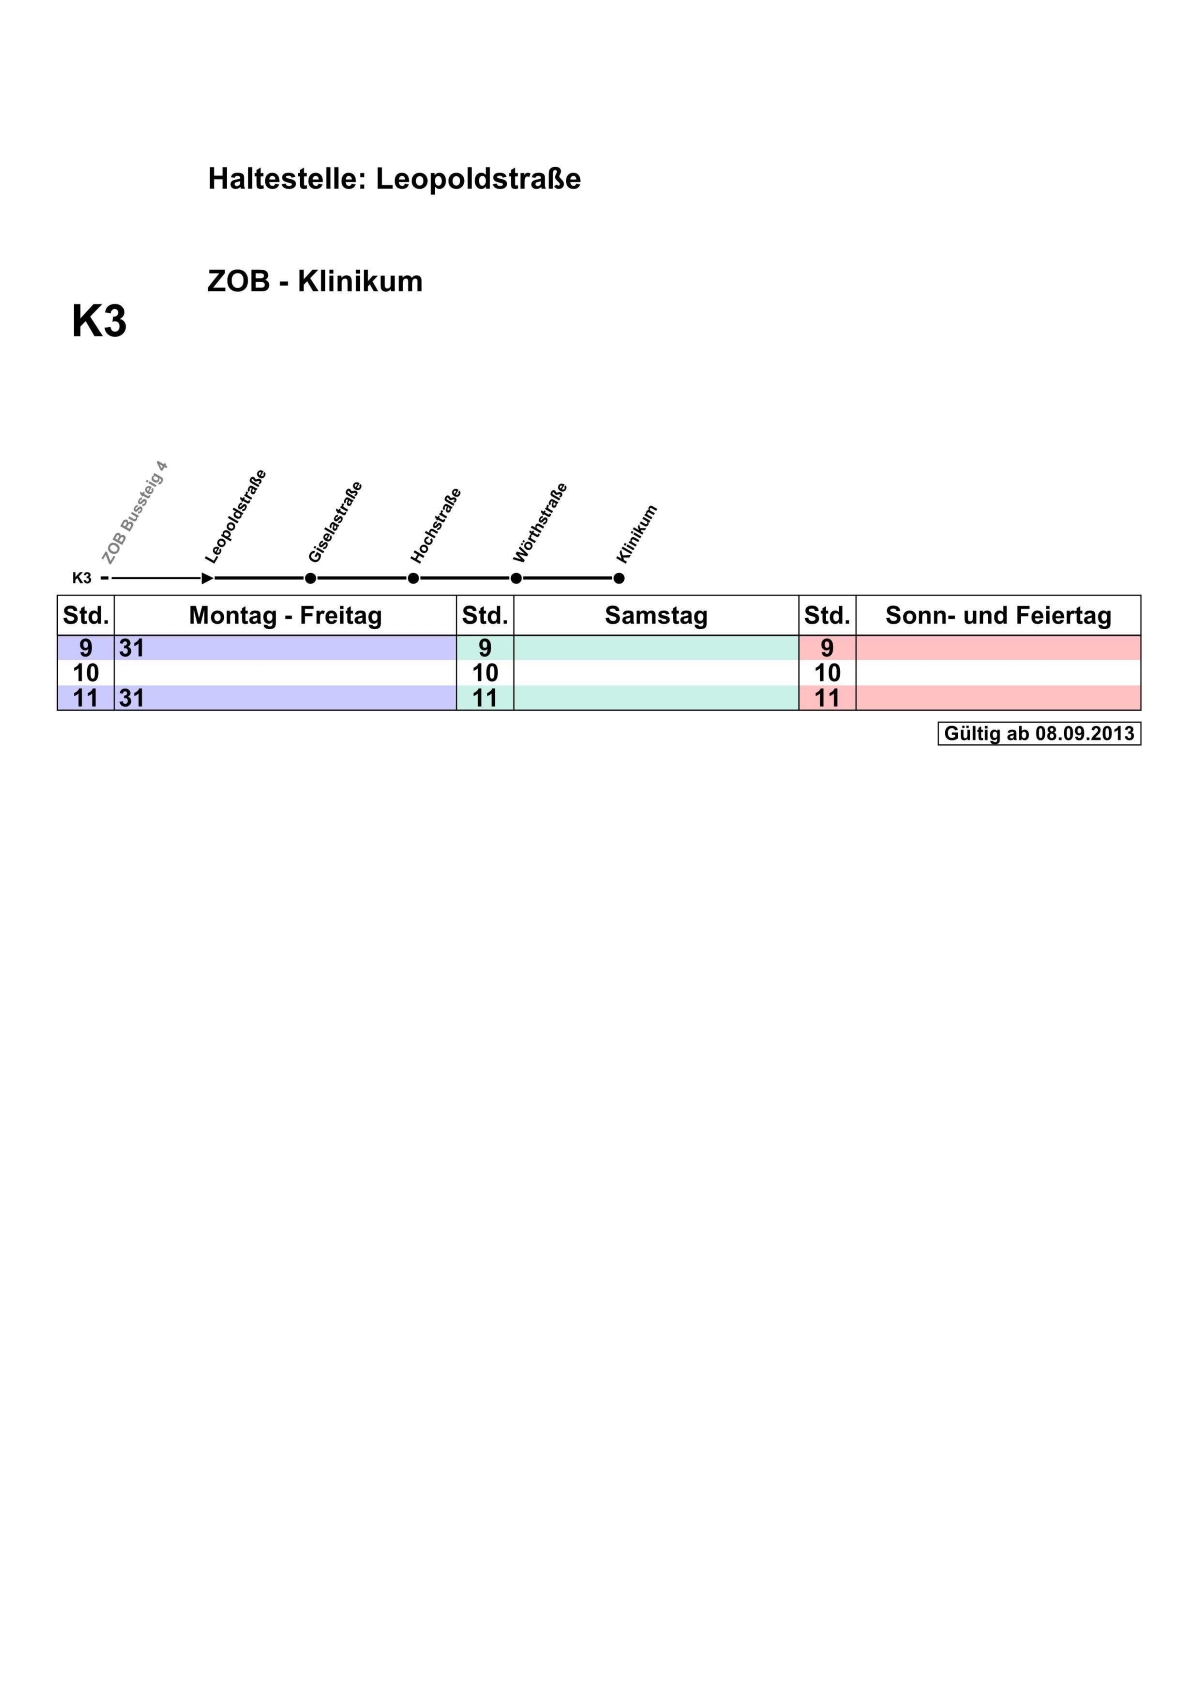 Haltestelle: Leopoldstraße
ZOB - Klinikum
K3
ZOB Bussteig 4
Leopoldstraße
Giselastraße
Hochstraße
Wörthstraße
Klinikum
K3
Std. Montag - Freitag Std. Samstag Std. Sonn- und Feiertag
9 31 9 9
10 10 10
11 31 11 11
Gültig ab 08.09.2013